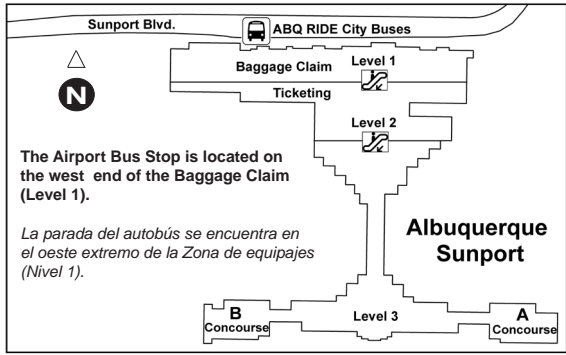 Sunport Blvd.
ABQ RIDE City Buses
Baggage Claim
Level 1
Ticketing
N
Level 2
The Airport Bus Stop is located on
the west end of the Baggage Claim
(Level 1).
La parada del autobús se encuentra en
el oeste extremo de la Zona de equipajes
(Nivel 1).
Albuquerque
Sunport
B
Concourse
Level 3
A
Concourse